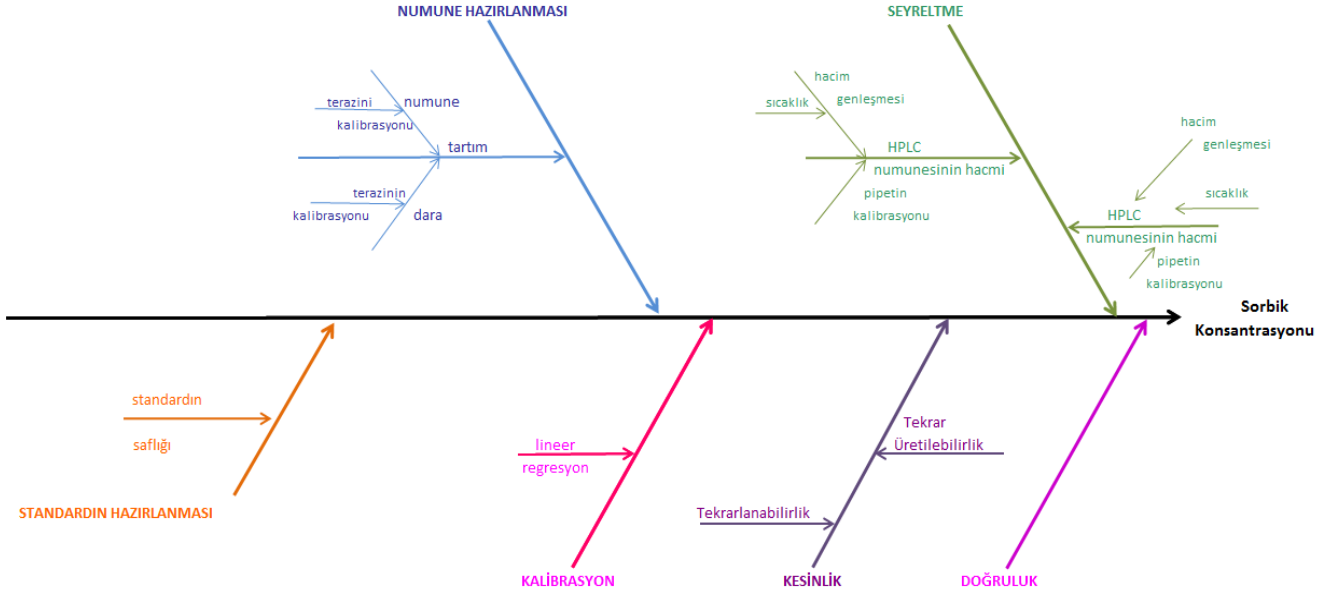 NUMUNE HAZIRLANMASI
SEYRELTME
terazini
numune
kalibrasyonu
tartım
terazinin
kalibrasyonu
dara
hacim
genleşmesi
sıcaklık
HPLC
numunesinin hacmi
pipetin
kalibrasyonu
hacim
genleşmesi
sıcaklık
HPLC
numunesinin hacmi
pipetin
kalibrasyonu
Sorbik
Konsantrasyonu
standardın
saflığı
STANDARDIN HAZIRLANMASI
lineer
regresyon
KALİBRASYON
Tekrar
Üretilebilirlik
Tekrarlanabilirlik
KESİNLİK
DOĞRULUK